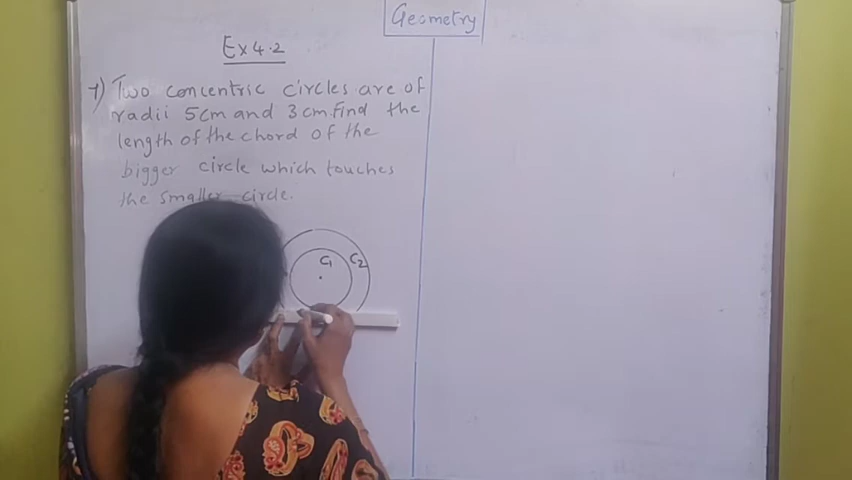 Geometry
Ex 4.2
7) Two concentric circles are of
radii 5cm and 3cm. Find the
length of the chord of the
bigger circle which touches
the smaller circle.
C1 C2